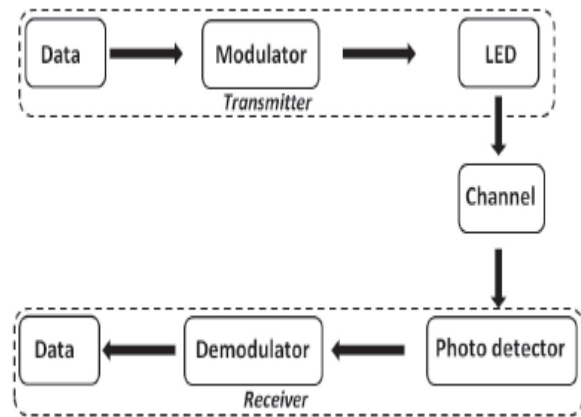 Data
Modulator
LED
Transmitter
Channel
Data
Demodulator
Photo detector
Receiver